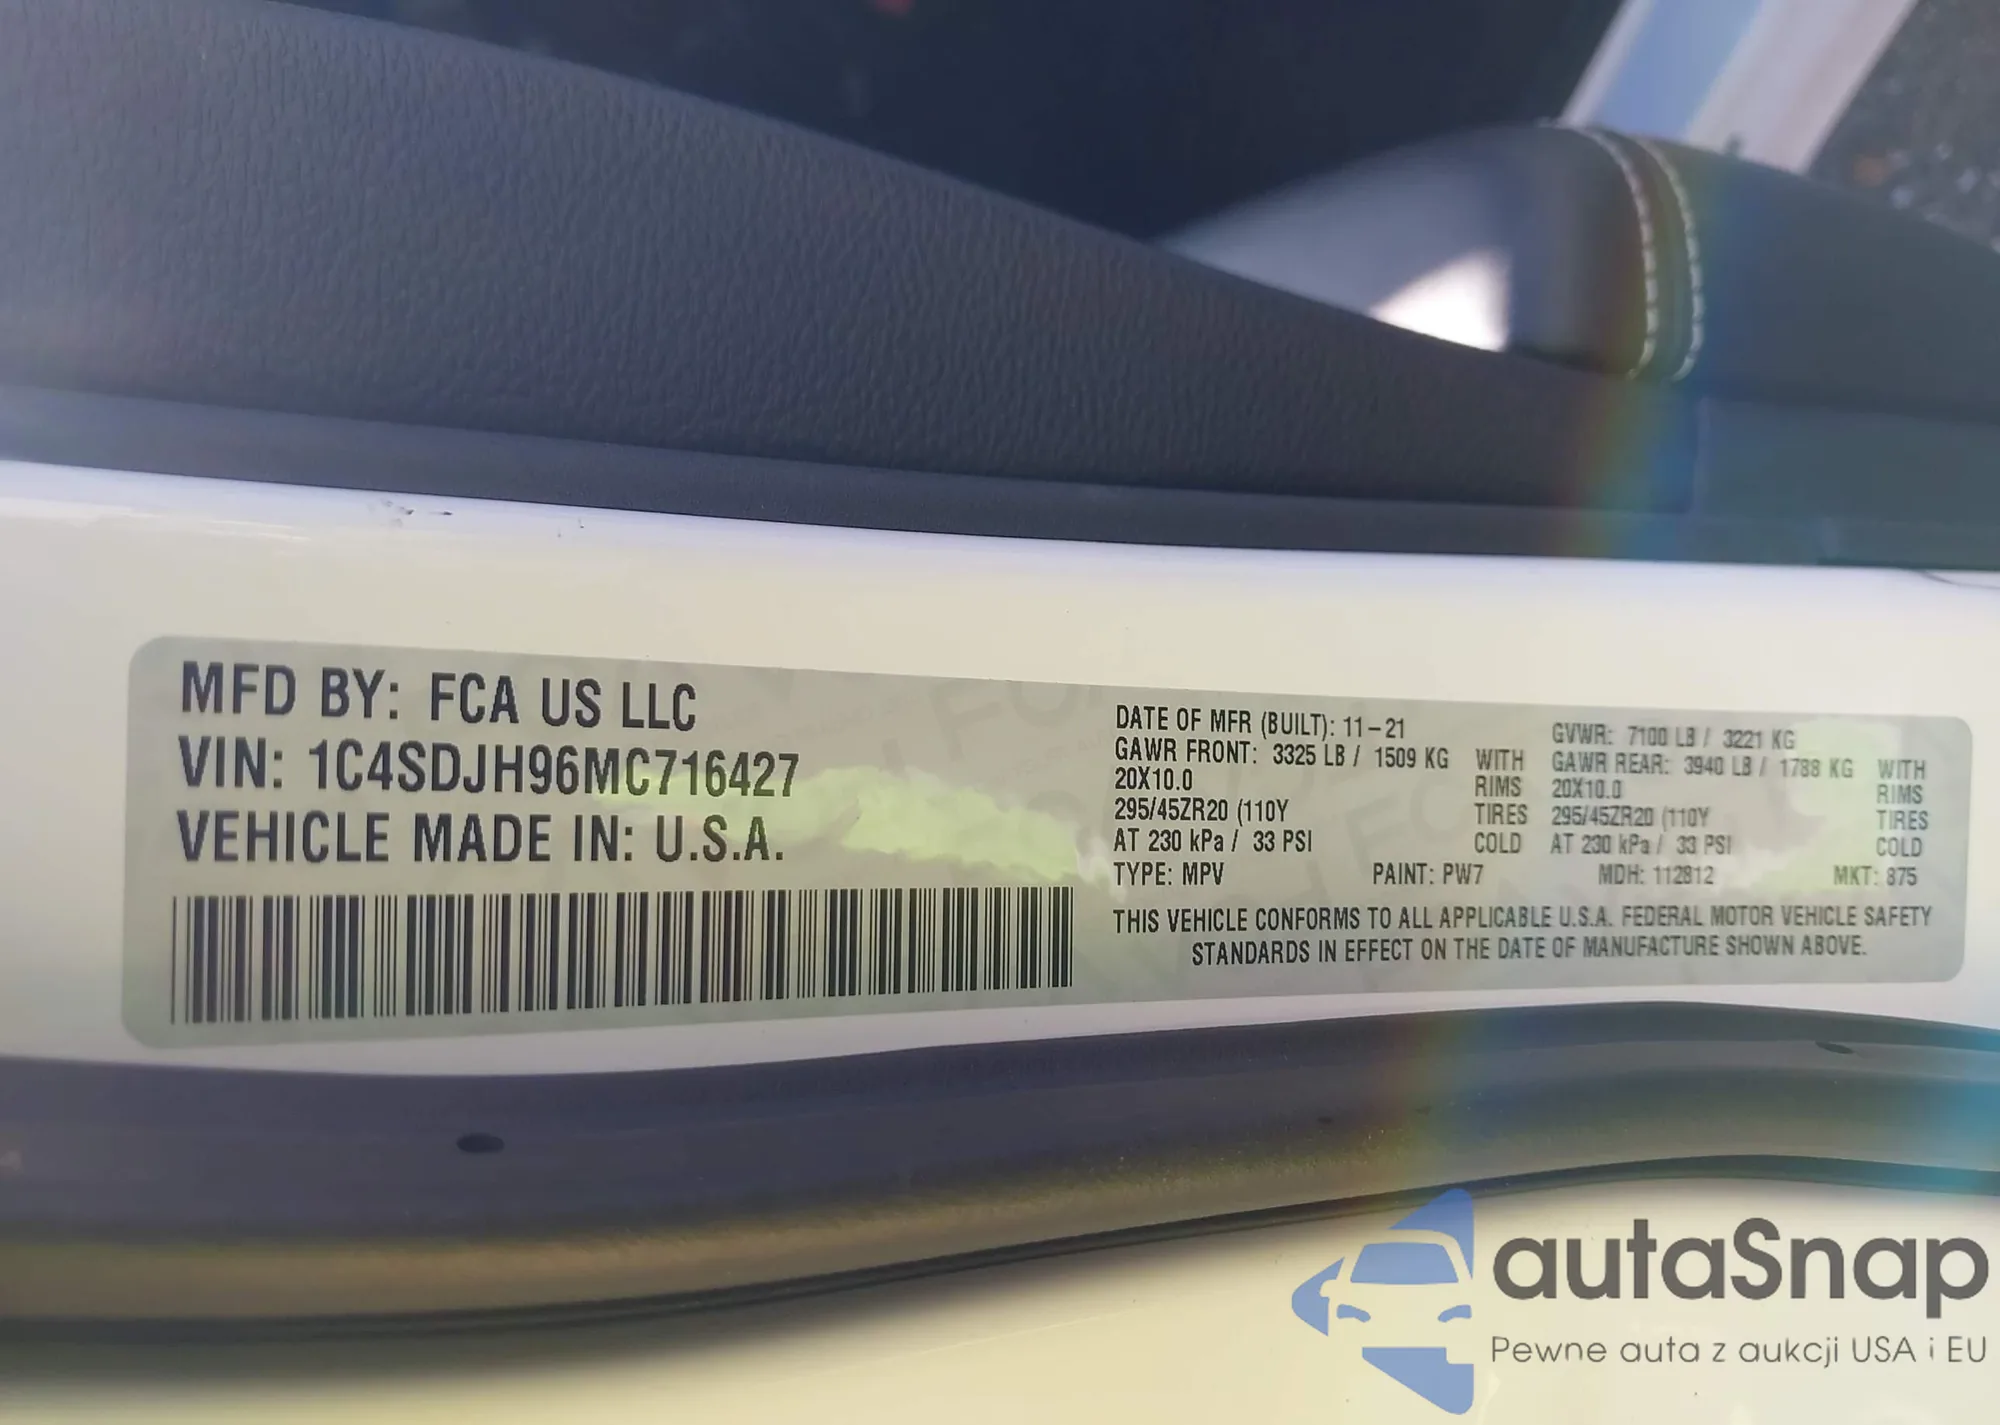 MFD BY: FCA US LLC
VIN: 1C4SDJH96MC716427
VEHICLE MADE IN: U.S.A.
DATE OF MFR (BUILT): 11-21
GAWR FRONT: 3325 LB / 1509 KG WITH
20X10.0 RIMS
295/45ZR20 (110Y TIRES
AT 230 kPa / 33 PSI COLD
GVWR: 7100 LB / 3221 KG
GAWR REAR: 3940 LB / 1788 KG WITH
20X10.0 RIMS
295/45ZR20 (110Y TIRES
AT 230 kPa / 33 PSI COLD
TYPE: MPV PAINT: PW7 MDH: 112812 MKT: 875
THIS VEHICLE CONFORMS TO ALL APPLICABLE U.S.A. FEDERAL MOTOR VEHICLE SAFETY
STANDARDS IN EFFECT ON THE DATE OF MANUFACTURE SHOWN ABOVE.
autaSnap
Pewne auta z aukcji USA i EU